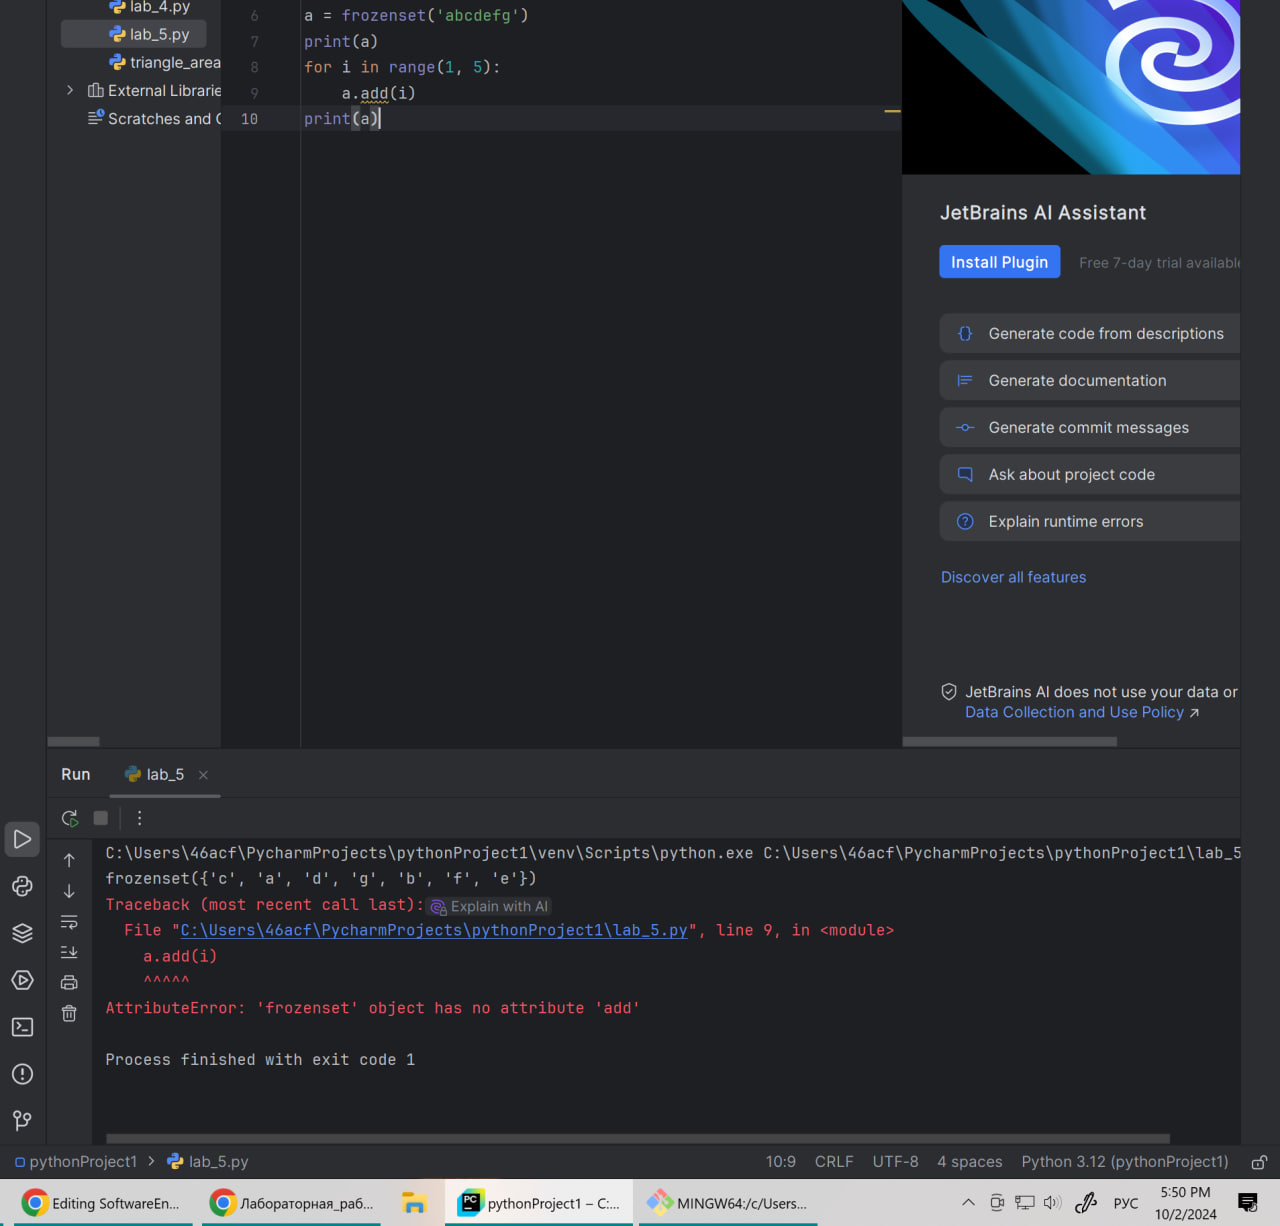 lab_4.py
lab_5.py
triangle_area
External Librarie
Scratches and C
6 a = frozenset('abcdefg')
7 print(a)
8 for i in range(1, 5):
9 a.add(i)
10 print(a)
JetBrains AI Assistant
Install Plugin Free 7-day trial available
Generate code from descriptions
Generate documentation
Generate commit messages
Ask about project code
Explain runtime errors
Discover all features
JetBrains AI does not use your data or
Data Collection and Use Policy ↗
Run lab_5
C:\Users\46acf\PycharmProjects\pythonProject1\venv\Scripts\python.exe C:\Users\46acf\PycharmProjects\pythonProject1\lab_5
frozenset({'c', 'a', 'd', 'g', 'b', 'f', 'e'})
Traceback (most recent call last): Explain with AI
File "C:\Users\46acf\PycharmProjects\pythonProject1\lab_5.py", line 9, in <module>
a.add(i)
^^^^^
AttributeError: 'frozenset' object has no attribute 'add'
Process finished with exit code 1
pythonProject1 > lab_5.py 10:9 CRLF UTF-8 4 spaces Python 3.12 (pythonProject1)
Editing SoftwareEn... Лабораторная_раб... PC pythonProject1 – C:... MINGW64:/c/Users... РУС 5:50 PM
10/2/2024